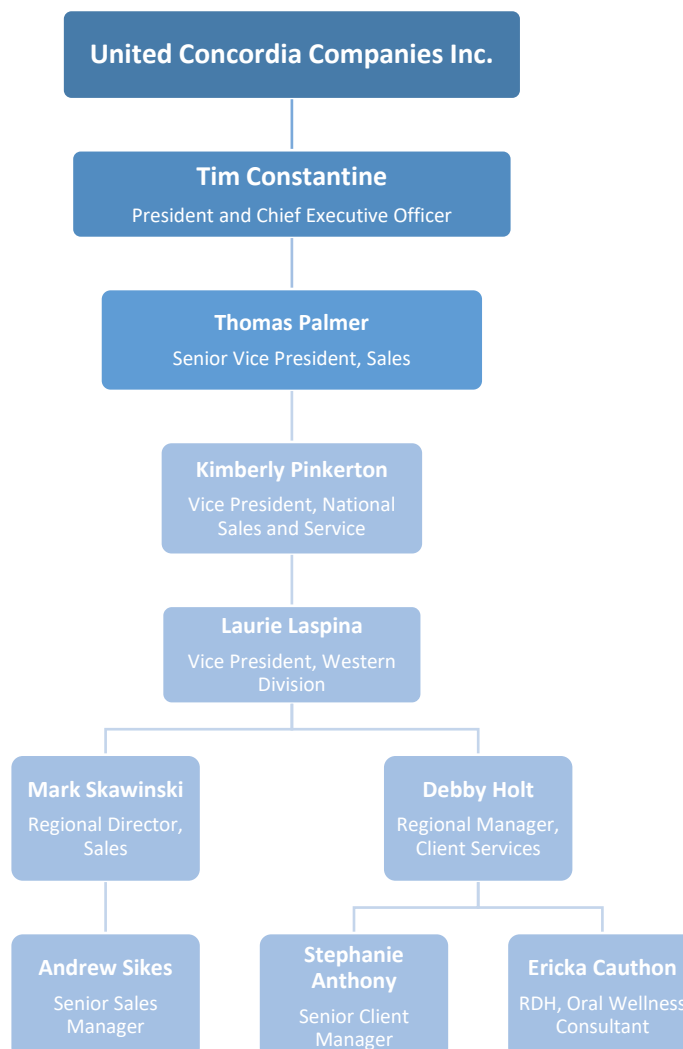 United Concordia Companies Inc.
Tim Constantine
President and Chief Executive Officer
Thomas Palmer
Senior Vice President, Sales
Kimberly Pinkerton
Vice President, National
Sales and Service
Laurie Laspina
Vice President, Western
Division
Mark Skawinski
Regional Director,
Sales
Debby Holt
Regional Manager,
Client Services
Andrew Sikes
Senior Sales
Manager
Stephanie
Anthony
Senior Client
Manager
Ericka Cauthon
RDH, Oral Wellness
Consultant